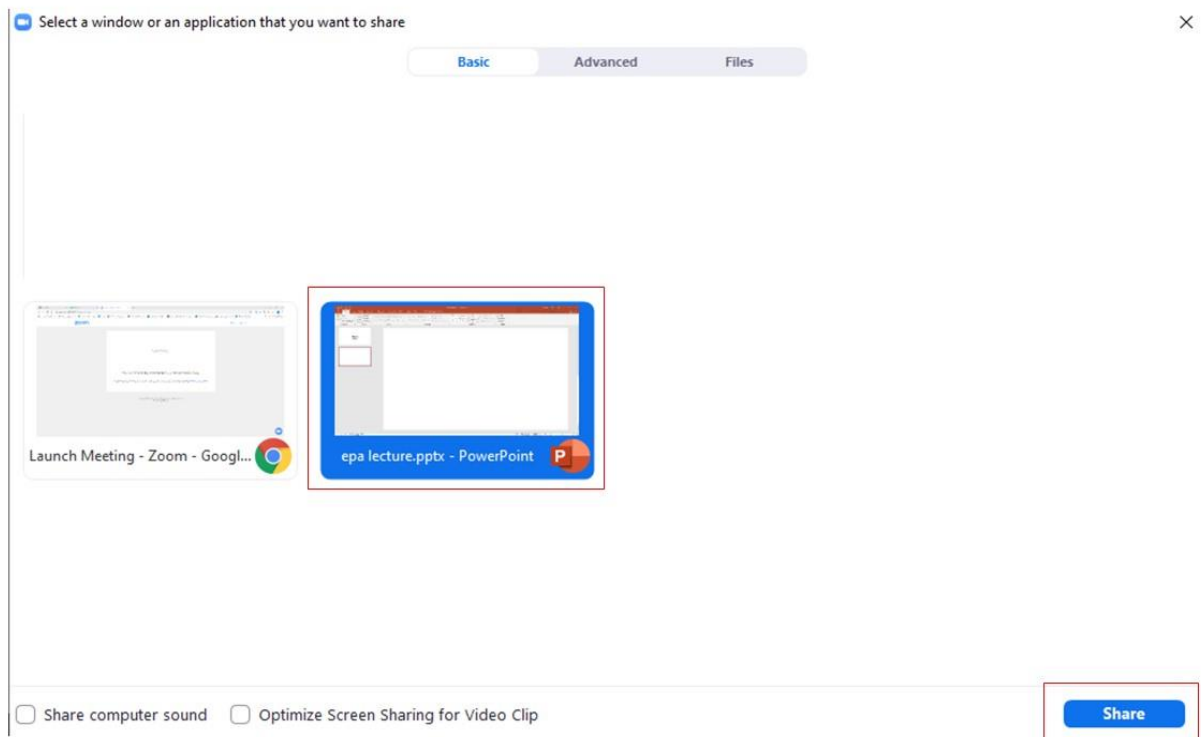 Select a window or an application that you want to share
Basic Advanced Files
Launch Meeting - Zoom - Googl...
epa lecture.pptx - PowerPoint
P
Share computer sound
Optimize Screen Sharing for Video Clip
Share